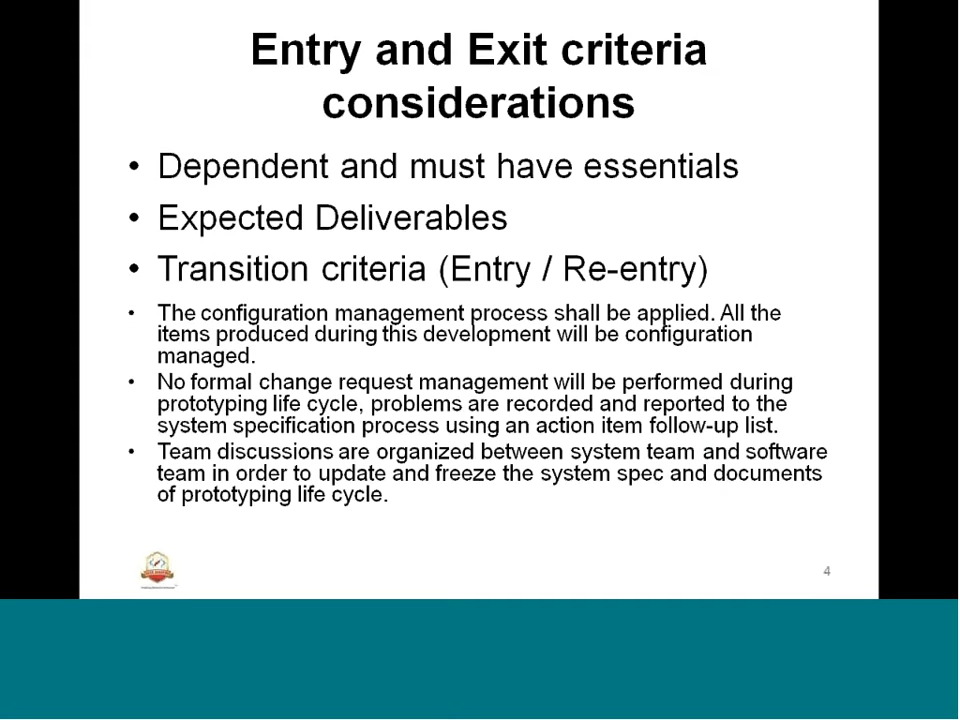 Entry and Exit criteria
considerations
• Dependent and must have essentials
• Expected Deliverables
• Transition criteria (Entry / Re-entry)
• The configuration management process shall be applied. All the
items produced during this development will be configuration
managed.
• No formal change request management will be performed during
prototyping life cycle, problems are recorded and reported to the
system specification process using an action item follow-up list.
• Team discussions are organized between system team and software
team in order to update and freeze the system spec and documents
of prototyping life cycle.
4